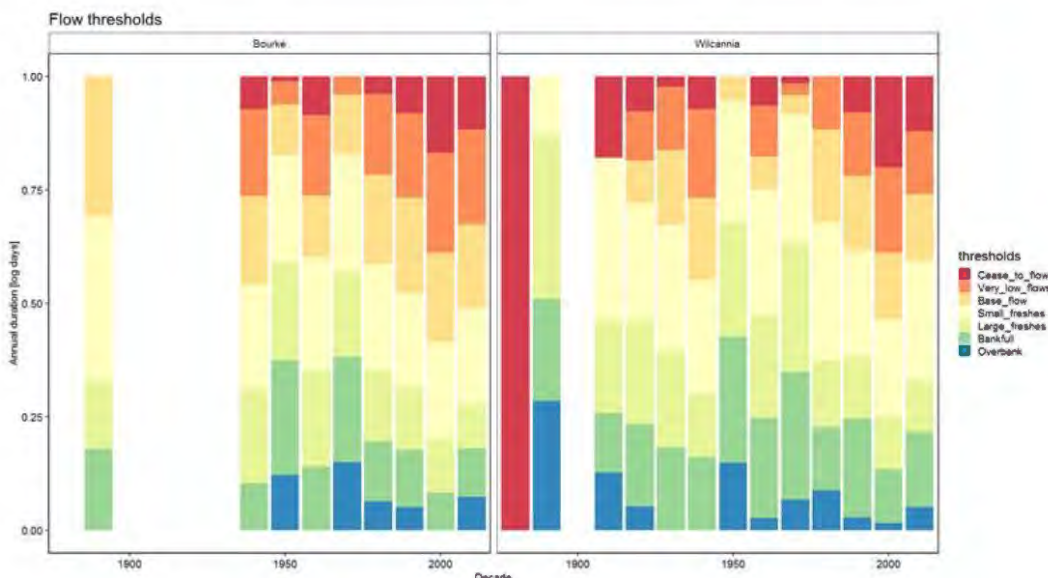 Flow thresholds
Bourke
Wilcannia
1.00
0.75
0.50
0.25
0.00
Annual duration [log days]
1900
1950
2000
1900
1950
2000
Decade
thresholds
Cease_to_flow
Very_low_flows
Base_flow
Small_freshes
Large_freshes
Bankfull
Overbank